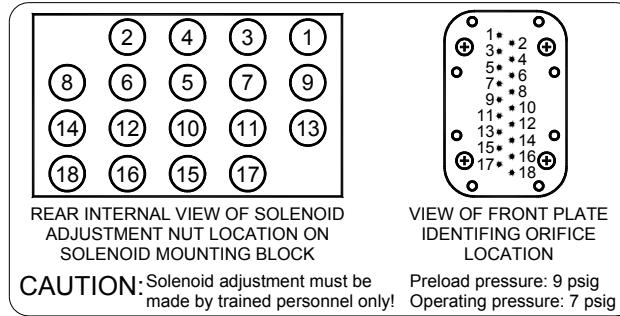 2 4 3 1
8 6 5 7 9
14 12 10 11 13
18 16 15 17
1
2
3
4
5
6
7
8
9
10
11
12
13
14
15
16
17
18
REAR INTERNAL VIEW OF SOLENOID
ADJUSTMENT NUT LOCATION ON
SOLENOID MOUNTING BLOCK
VIEW OF FRONT PLATE
IDENTIFING ORIFICE
LOCATION
CAUTION: Solenoid adjustment must be
made by trained personnel only!
Preload pressure: 9 psig
Operating pressure: 7 psig